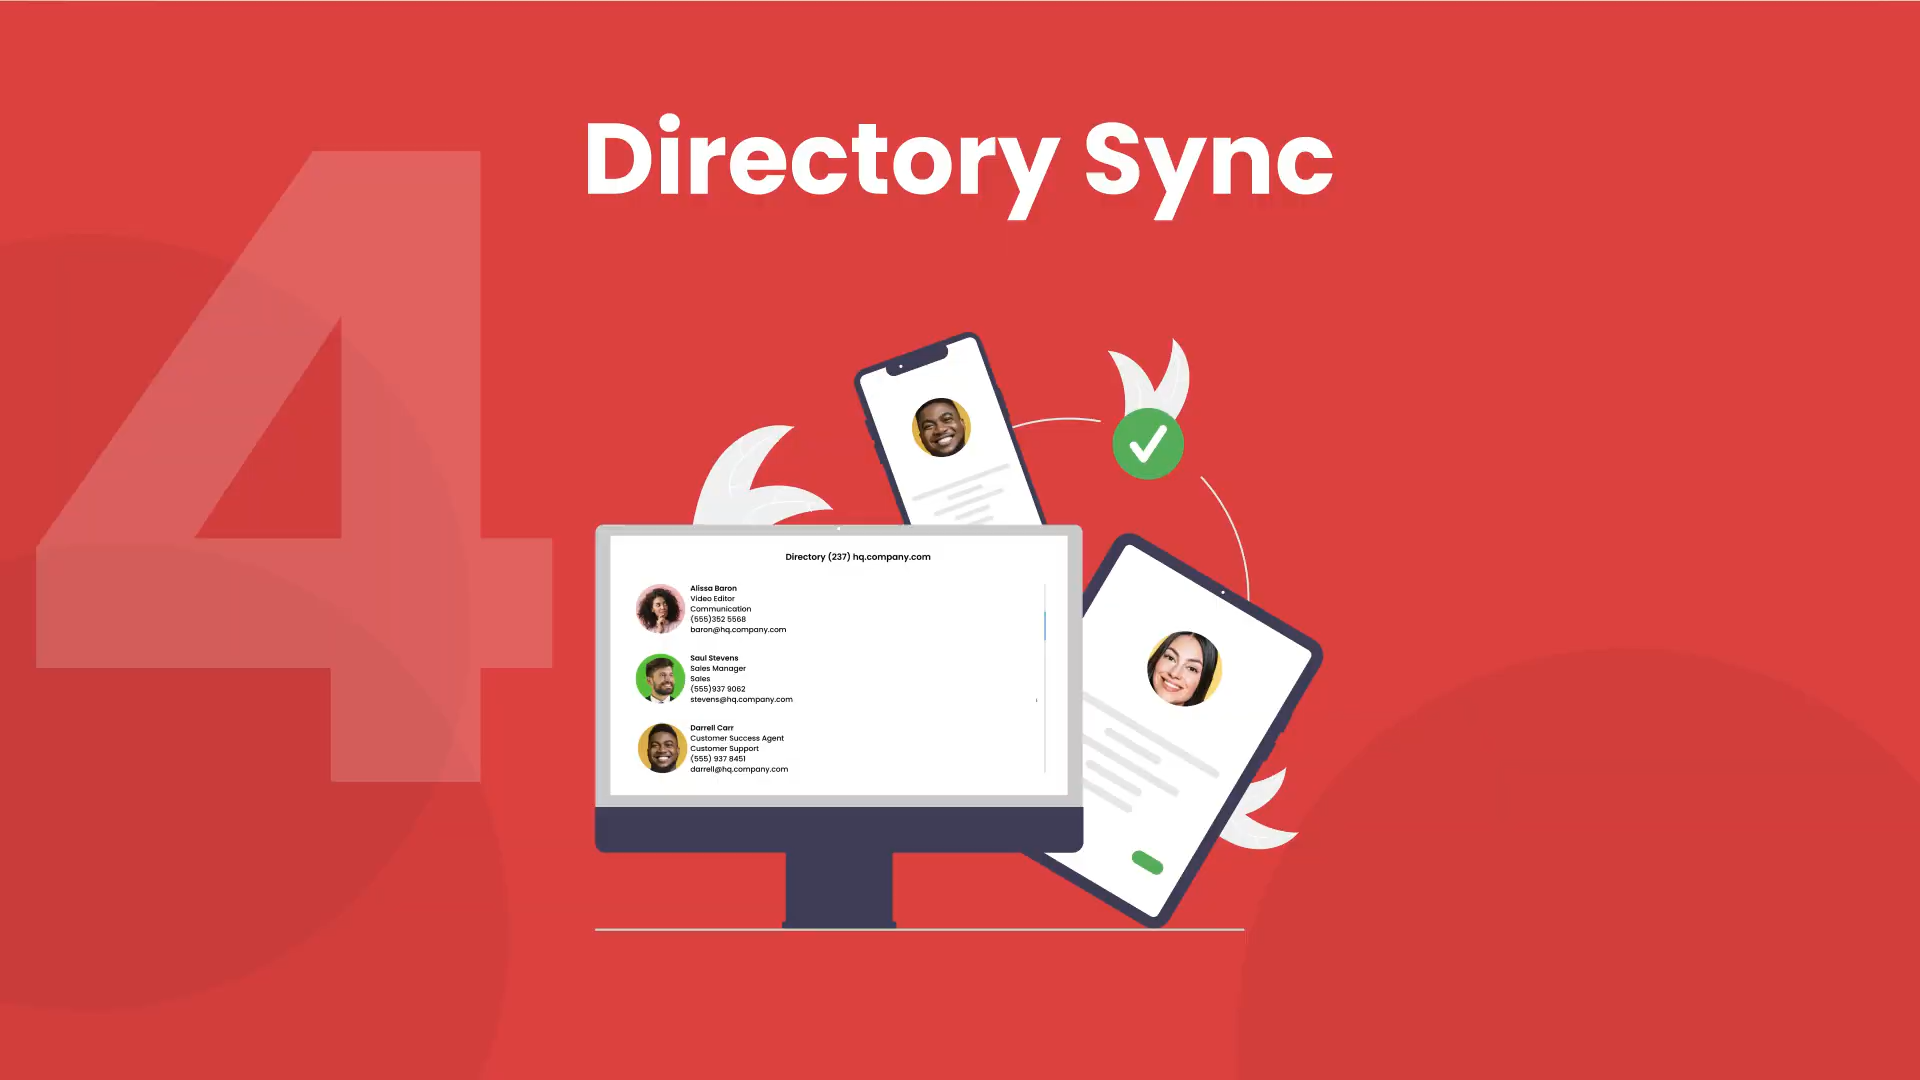 4
Directory Sync
Directory (237) hq.company.com
Alissa Baron
Video Editor
Communication
(555)352 5568
baron@hq.company.com
Saul Stevens
Sales Manager
Sales
(555)937 9062
stevens@hq.company.com
Darrell Carr
Customer Success Agent
Customer Support
(555) 937 8451
darrell@hq.company.com